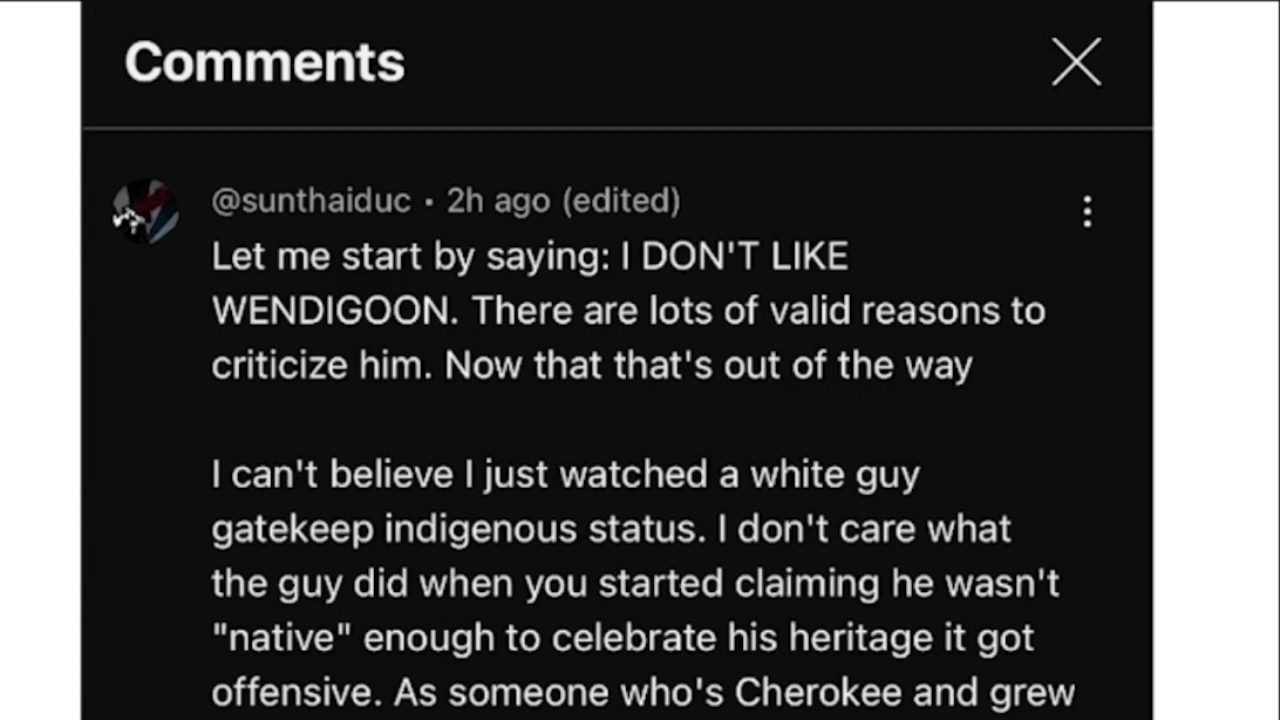 Comments
@sunthaiduc • 2h ago (edited)
Let me start by saying: I DON'T LIKE
WENDIGOON. There are lots of valid reasons to
criticize him. Now that that's out of the way
I can't believe I just watched a white guy
gatekeep indigenous status. I don't care what
the guy did when you started claiming he wasn't
"native" enough to celebrate his heritage it got
offensive. As someone who's Cherokee and grew